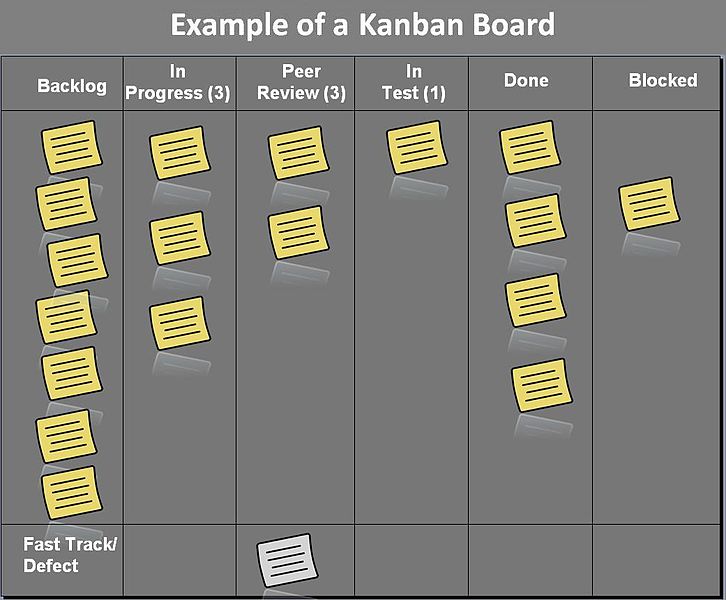 Example of a Kanban Board
Backlog
In
Progress (3)
Peer
Review (3)
In
Test (1)
Done
Blocked
Fast Track/
Defect